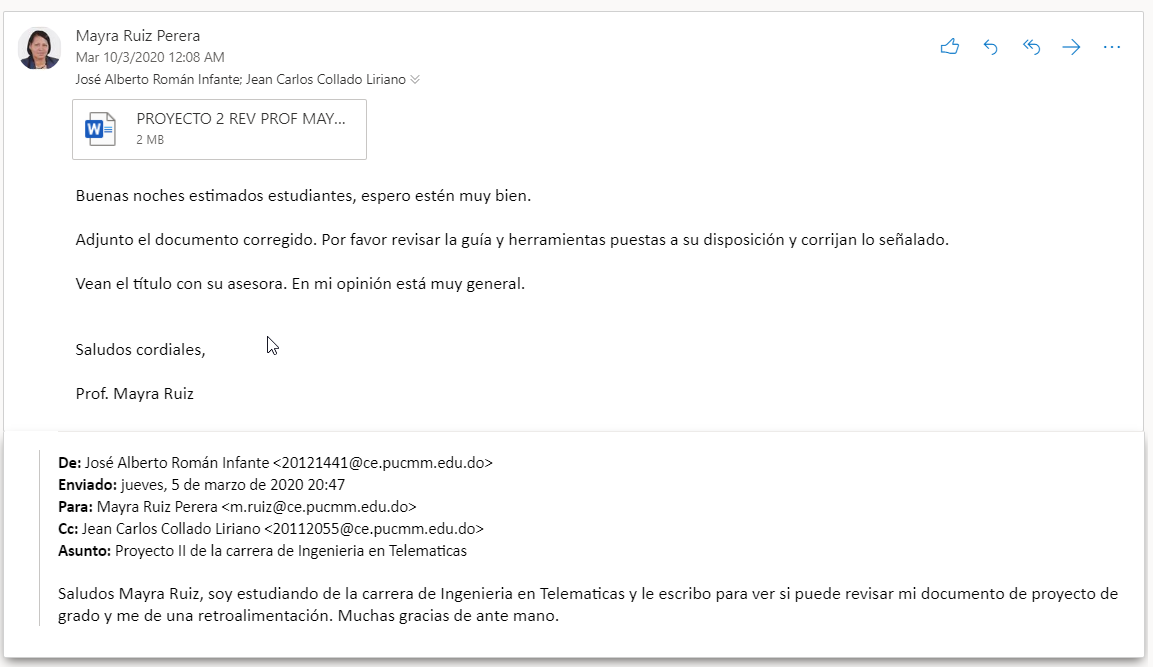 Mayra Ruiz Perera
Mar 10/3/2020 12:08 AM
José Alberto Román Infante; Jean Carlos Collado Liriano
PROYECTO 2 REV PROF MAY...
2 MB
Buenas noches estimados estudiantes, espero estén muy bien.
Adjunto el documento corregido. Por favor revisar la guía y herramientas puestas a su disposición y corrijan lo señalado.
Vean el título con su asesora. En mi opinión está muy general.
Saludos cordiales,
Prof. Mayra Ruiz
De: José Alberto Román Infante <20121441@ce.pucmm.edu.do>
Enviado: jueves, 5 de marzo de 2020 20:47
Para: Mayra Ruiz Perera <m.ruiz@ce.pucmm.edu.do>
Cc: Jean Carlos Collado Liriano <20112055@ce.pucmm.edu.do>
Asunto: Proyecto II de la carrera de Ingenieria en Telematicas
Saludos Mayra Ruiz, soy estudiando de la carrera de Ingenieria en Telematicas y le escribo para ver si puede revisar mi documento de proyecto de
grado y me de una retroalimentación. Muchas gracias de ante mano.